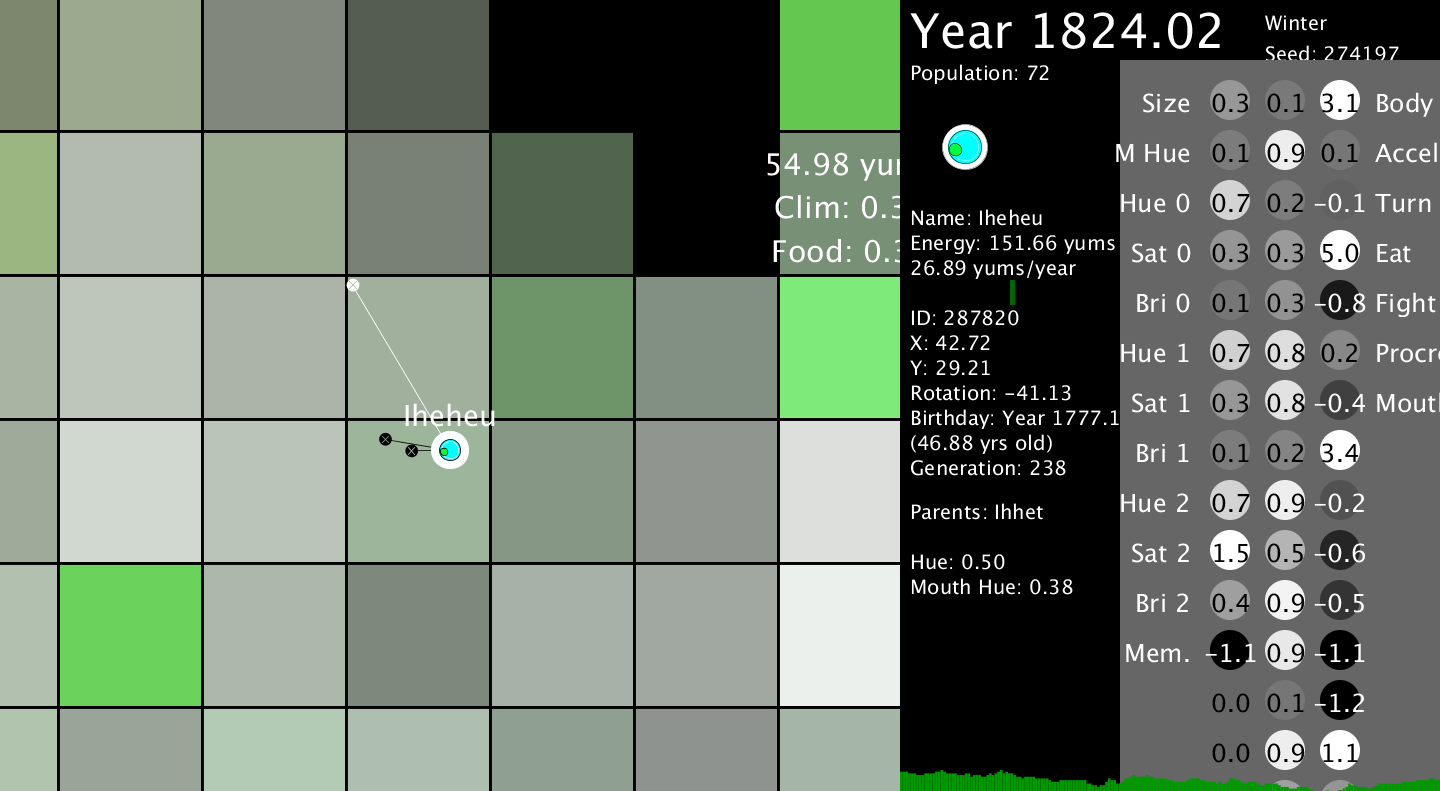 Year 1824.02
Winter
Seed: 274197
Population: 72
54.98 yu
Clim: 0.3
Food: 0.3
Iheheu
Name: Iheheu
Energy: 151.66 yums
26.89 yums/year
ID: 287820
X: 42.72
Y: 29.21
Rotation: -41.13
Birthday: Year 1777.1
(46.88 yrs old)
Generation: 238
Parents: Ihhet
Hue: 0.50
Mouth Hue: 0.38
Size 0.3 0.1 3.1 Body
M Hue 0.1 0.9 0.1 Accel
Hue 0 0.7 0.2 -0.1 Turn
Sat 0 0.3 0.3 5.0 Eat
Bri 0 0.1 0.3 -0.8 Fight
Hue 1 0.7 0.8 0.2 Procr
Sat 1 0.3 0.8 -0.4 Mout
Bri 1 0.1 0.2 3.4
Hue 2 0.7 0.9 -0.2
Sat 2 1.5 0.5 -0.6
Bri 2 0.4 0.9 -0.5
Mem. -1.1 0.9 -1.1
0.0 0.1 -1.2
0.0 0.9 1.1